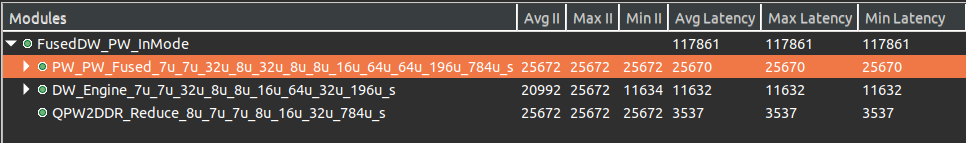 Modules Avg II Max II Min II Avg Latency Max Latency Min Latency
FusedDW_PW_InMode 117861 117861 117861
PW_PW_Fused_7u_7u_32u_8u_32u_8u_8u_16u_64u_64u_196u_784u_s 25672 25672 25672 25670 25670 25670
DW_Engine_7u_7u_32u_8u_8u_16u_64u_32u_196u_s 20992 25672 11634 11632 11632 11632
QPW2DDR_Reduce_8u_7u_7u_8u_16u_32u_784u_s 25672 25672 25672 3537 3537 3537